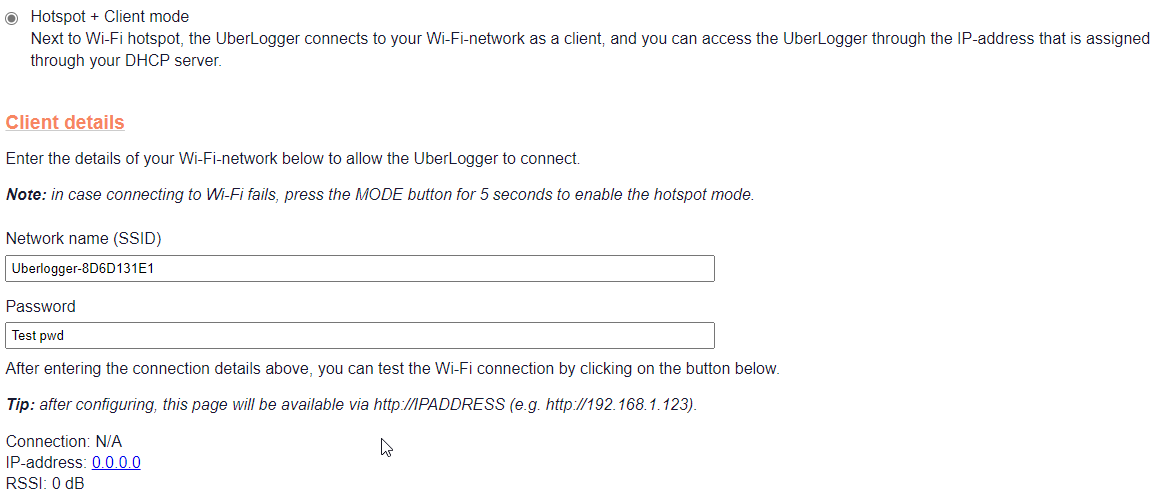 Hotspot + Client mode
Next to Wi-Fi hotspot, the UberLogger connects to your Wi-Fi-network as a client, and you can access the UberLogger through the IP-address that is assigned
through your DHCP server.
Client details
Enter the details of your Wi-Fi-network below to allow the UberLogger to connect.
Note: in case connecting to Wi-Fi fails, press the MODE button for 5 seconds to enable the hotspot mode.
Network name (SSID)
Uberlogger-8D6D131E1
Password
Test pwd
After entering the connection details above, you can test the Wi-Fi connection by clicking on the button below.
Tip: after configuring, this page will be available via http://IPADDRESS (e.g. http://192.168.1.123).
Connection: N/A
IP-address: 0.0.0.0
RSSI: 0 dB